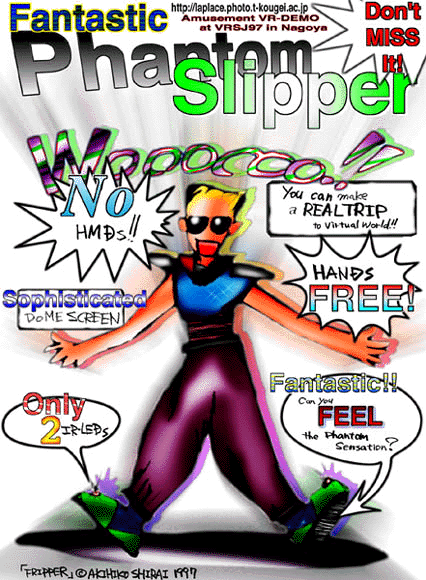 Fantastic
http://laplace.photo.t-kougei.ac.jp
Amusement VR-DEMO
at VRSJ97 in Nagoya
Don't
MISS
It!
Phantom
Slipper
Wooooooo..!!
No
HMDs!!
You can make
a REALTRIP
to Virtual World!!
HANDS
FREE!
Sophisticated
DOME SCREEN
Fantastic!!
Can You
FEEL
the Phantom
Sensation?
Only
2 IR-LEDs
「FRIPPER」 © AKIHIKO SHIRAI 1997